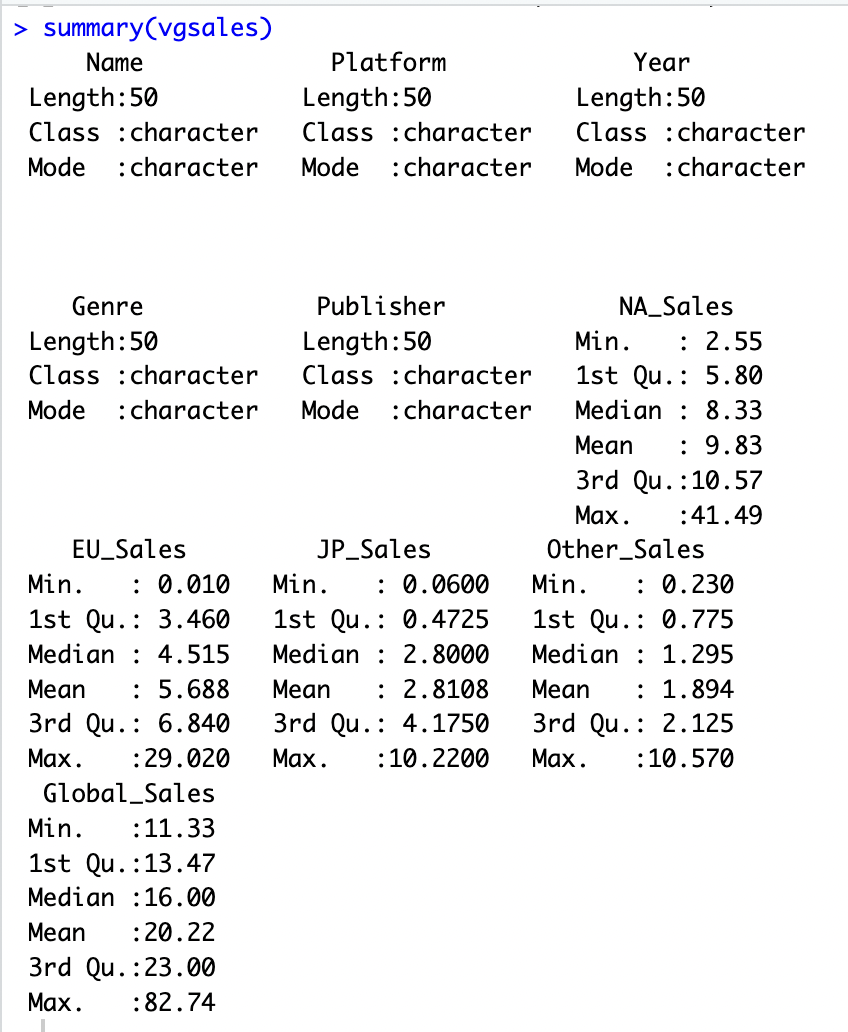 > summary(vgsales)
Name Platform Year
Length:50 Length:50 Length:50
Class :character Class :character Class :character
Mode :character Mode :character Mode :character
Genre Publisher NA_Sales
Length:50 Length:50 Min. : 2.55
Class :character Class :character 1st Qu.: 5.80
Mode :character Mode :character Median : 8.33
Mean : 9.83
3rd Qu.:10.57
Max. :41.49
EU_Sales JP_Sales Other_Sales
Min. : 0.010 Min. : 0.0600 Min. : 0.230
1st Qu.: 3.460 1st Qu.: 0.4725 1st Qu.: 0.775
Median : 4.515 Median : 2.8000 Median : 1.295
Mean : 5.688 Mean : 2.8108 Mean : 1.894
3rd Qu.: 6.840 3rd Qu.: 4.1750 3rd Qu.: 2.125
Max. :29.020 Max. :10.2200 Max. :10.570
Global_Sales
Min. :11.33
1st Qu.:13.47
Median :16.00
Mean :20.22
3rd Qu.:23.00
Max. :82.74